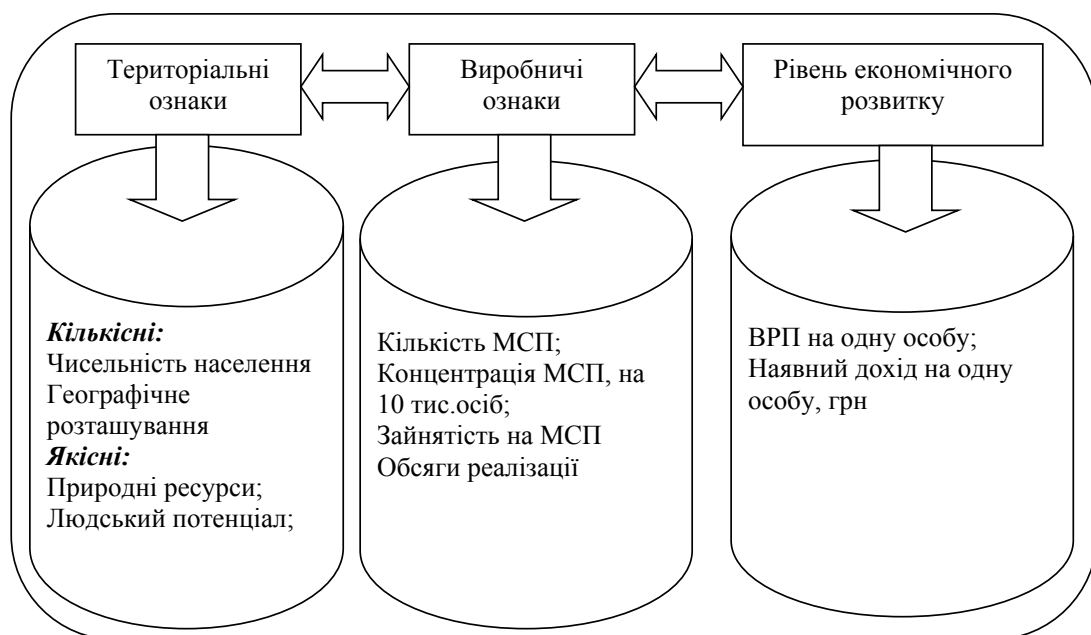 Територіальні
ознаки
Виробничі
ознаки
Рівень економічного
розвитку
Кількісні:
Чисельність населення
Географічне
розташування
Якісні:
Природні ресурси;
Людський потенціал;
Кількість МСП;
Концентрація МСП, на
10 тис.осіб;
Зайнятість на МСП
Обсяги реалізації
ВРП на одну особу;
Наявний дохід на одну
особу, грн